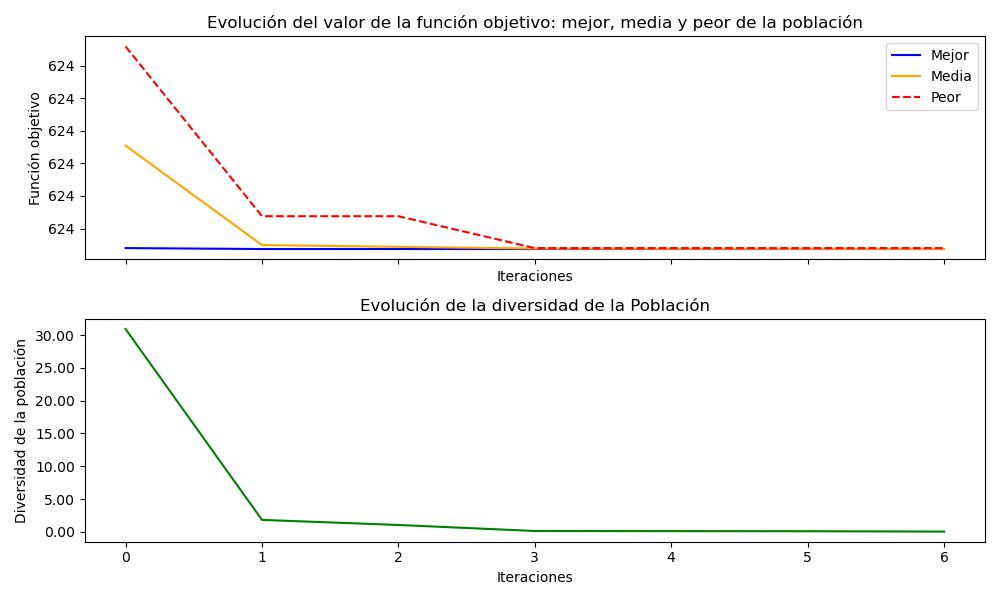 Evolución del valor de la función objetivo: mejor, media y peor de la población
Función objetivo
624
624
624
624
624
624
Mejor
Media
Peor
Iteraciones
Evolución de la diversidad de la Población
Diversidad de la población
30.00
25.00
20.00
15.00
10.00
5.00
0.00
0 1 2 3 4 5 6
Iteraciones